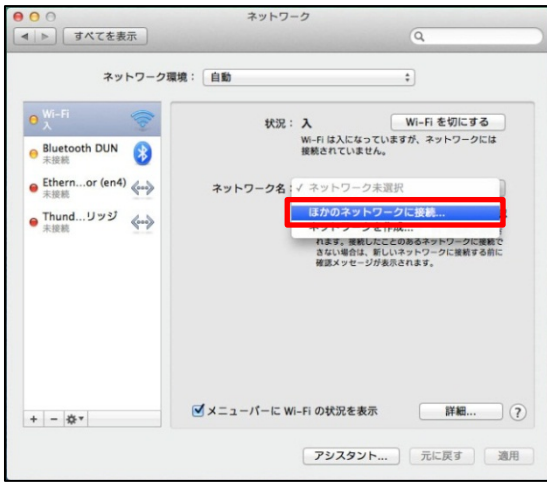 ネットワーク
すべてを表示
ネットワーク環境： 自動
Wi-Fi
入
Bluetooth DUN
未接続
Ethern...or (en4)
未接続
Thund...リッジ
未接続
状況： 入
Wi-Fi を切にする
Wi-Fi は入になっていますが、ネットワークには
接続されていません。
ネットワーク名： ✓ ネットワーク未選択
ほかのネットワークに接続...
ネットワークを作成...
れます。接続したことのあるネットワークに接続で
きない場合は、新しいネットワークに接続する前に
確認メッセージが表示されます。
メニューバーに Wi-Fi の状況を表示
詳細...
?
+ −
アシスタント...
元に戻す
適用